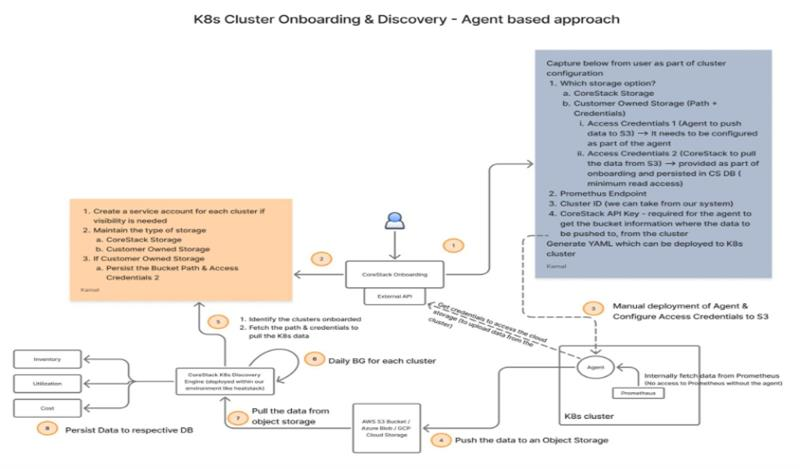 K8s Cluster Onboarding & Discovery - Agent based approach
Capture below from user as part of cluster
configuration
1. Which storage option?
a. CoreStack Storage
b. Customer Owned Storage (Path +
Credentials)
i. Access Credentials 1 (Agent to push
data to S3) → It needs to be configured
as part of the agent
ii. Access Credentials 2 (CoreStack to pull
the data from S3) → provided as part of
onboarding and persisted in CS DB (
minimum read access)
2. Prometheus Endpoint
3. Cluster ID (we can take from our system)
4. CoreStack API Key - required for the agent to
get the bucket information where the data to
be pushed to, from the cluster
Generate YAML which can be deployed to K8s
cluster
Kamal
1. Create a service account for each cluster if
visibility is needed
2. Maintain the type of storage
a. CoreStack Storage
b. Customer Owned Storage
3. If Customer Owned Storage
a. Persist the Bucket Path & Access
Credentials 2
Kamal
1
2
CoreStack Onboarding
External API
Get credentials to access the cloud
storage (to upload data from the
cluster)
3
Manual deployment of Agent &
Configure Access Credentials to S3
5
1. Identify the clusters onboarded
2. Fetch the path & credentials to
pull the K8s data
6
Daily BG for each cluster
Inventory
Utilization
Cost
CoreStack K8s Discovery
Engine (deployed within our
environment like heatstack)
Agent
Internally fetch data from Prometheus
(No access to Prometheus without the agent)
Prometheus
K8s cluster
7
Pull the data from
object storage
AWS S3 Bucket /
Azure Blob / GCP
Cloud Storage
8
Persist Data to respective DB
4
Push the data to an Object Storage